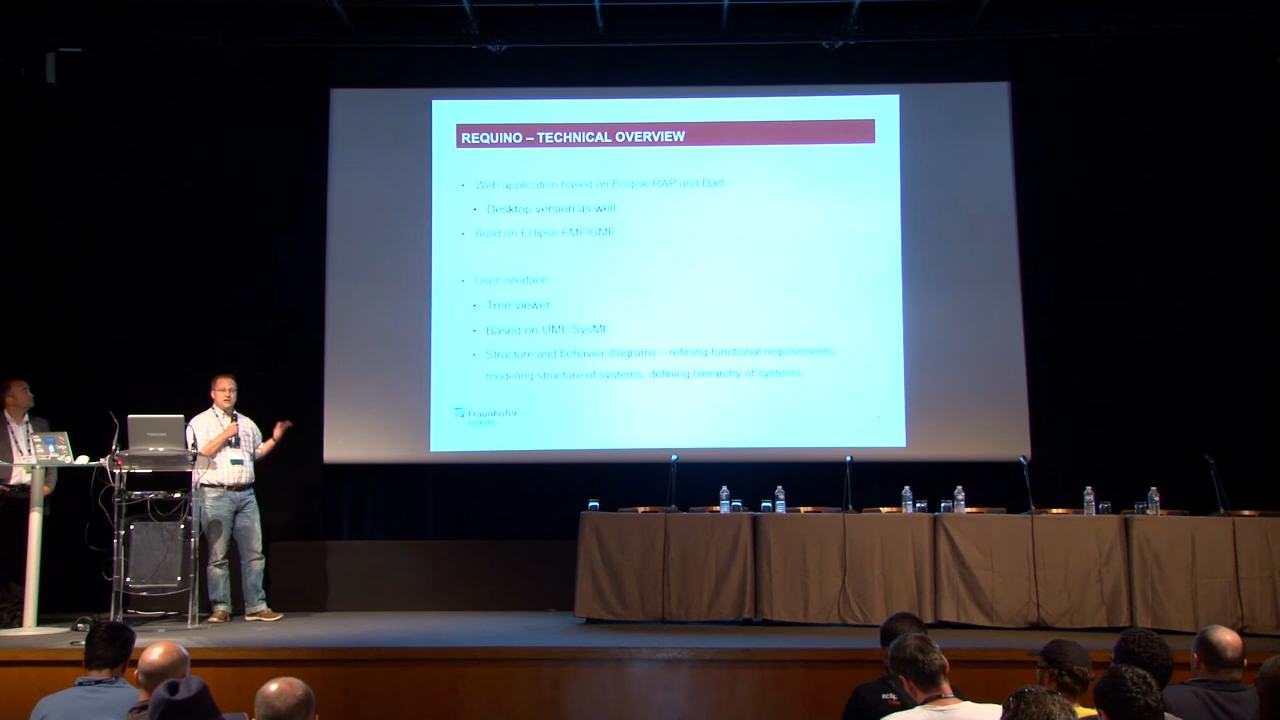 REQUINO – TECHNICAL OVERVIEW
• Web application based on Eclipse RAP and Dart
• Desktop version as well
• Build on Eclipse EMF/GMF
• User interface
• Tree viewer
• Based on UML/SysML
• Structure and behavior diagrams – refining functional requirements,
modeling structure of systems, defining hierarchy of systems
Fraunhofer
FOKUS
TOSHIBA